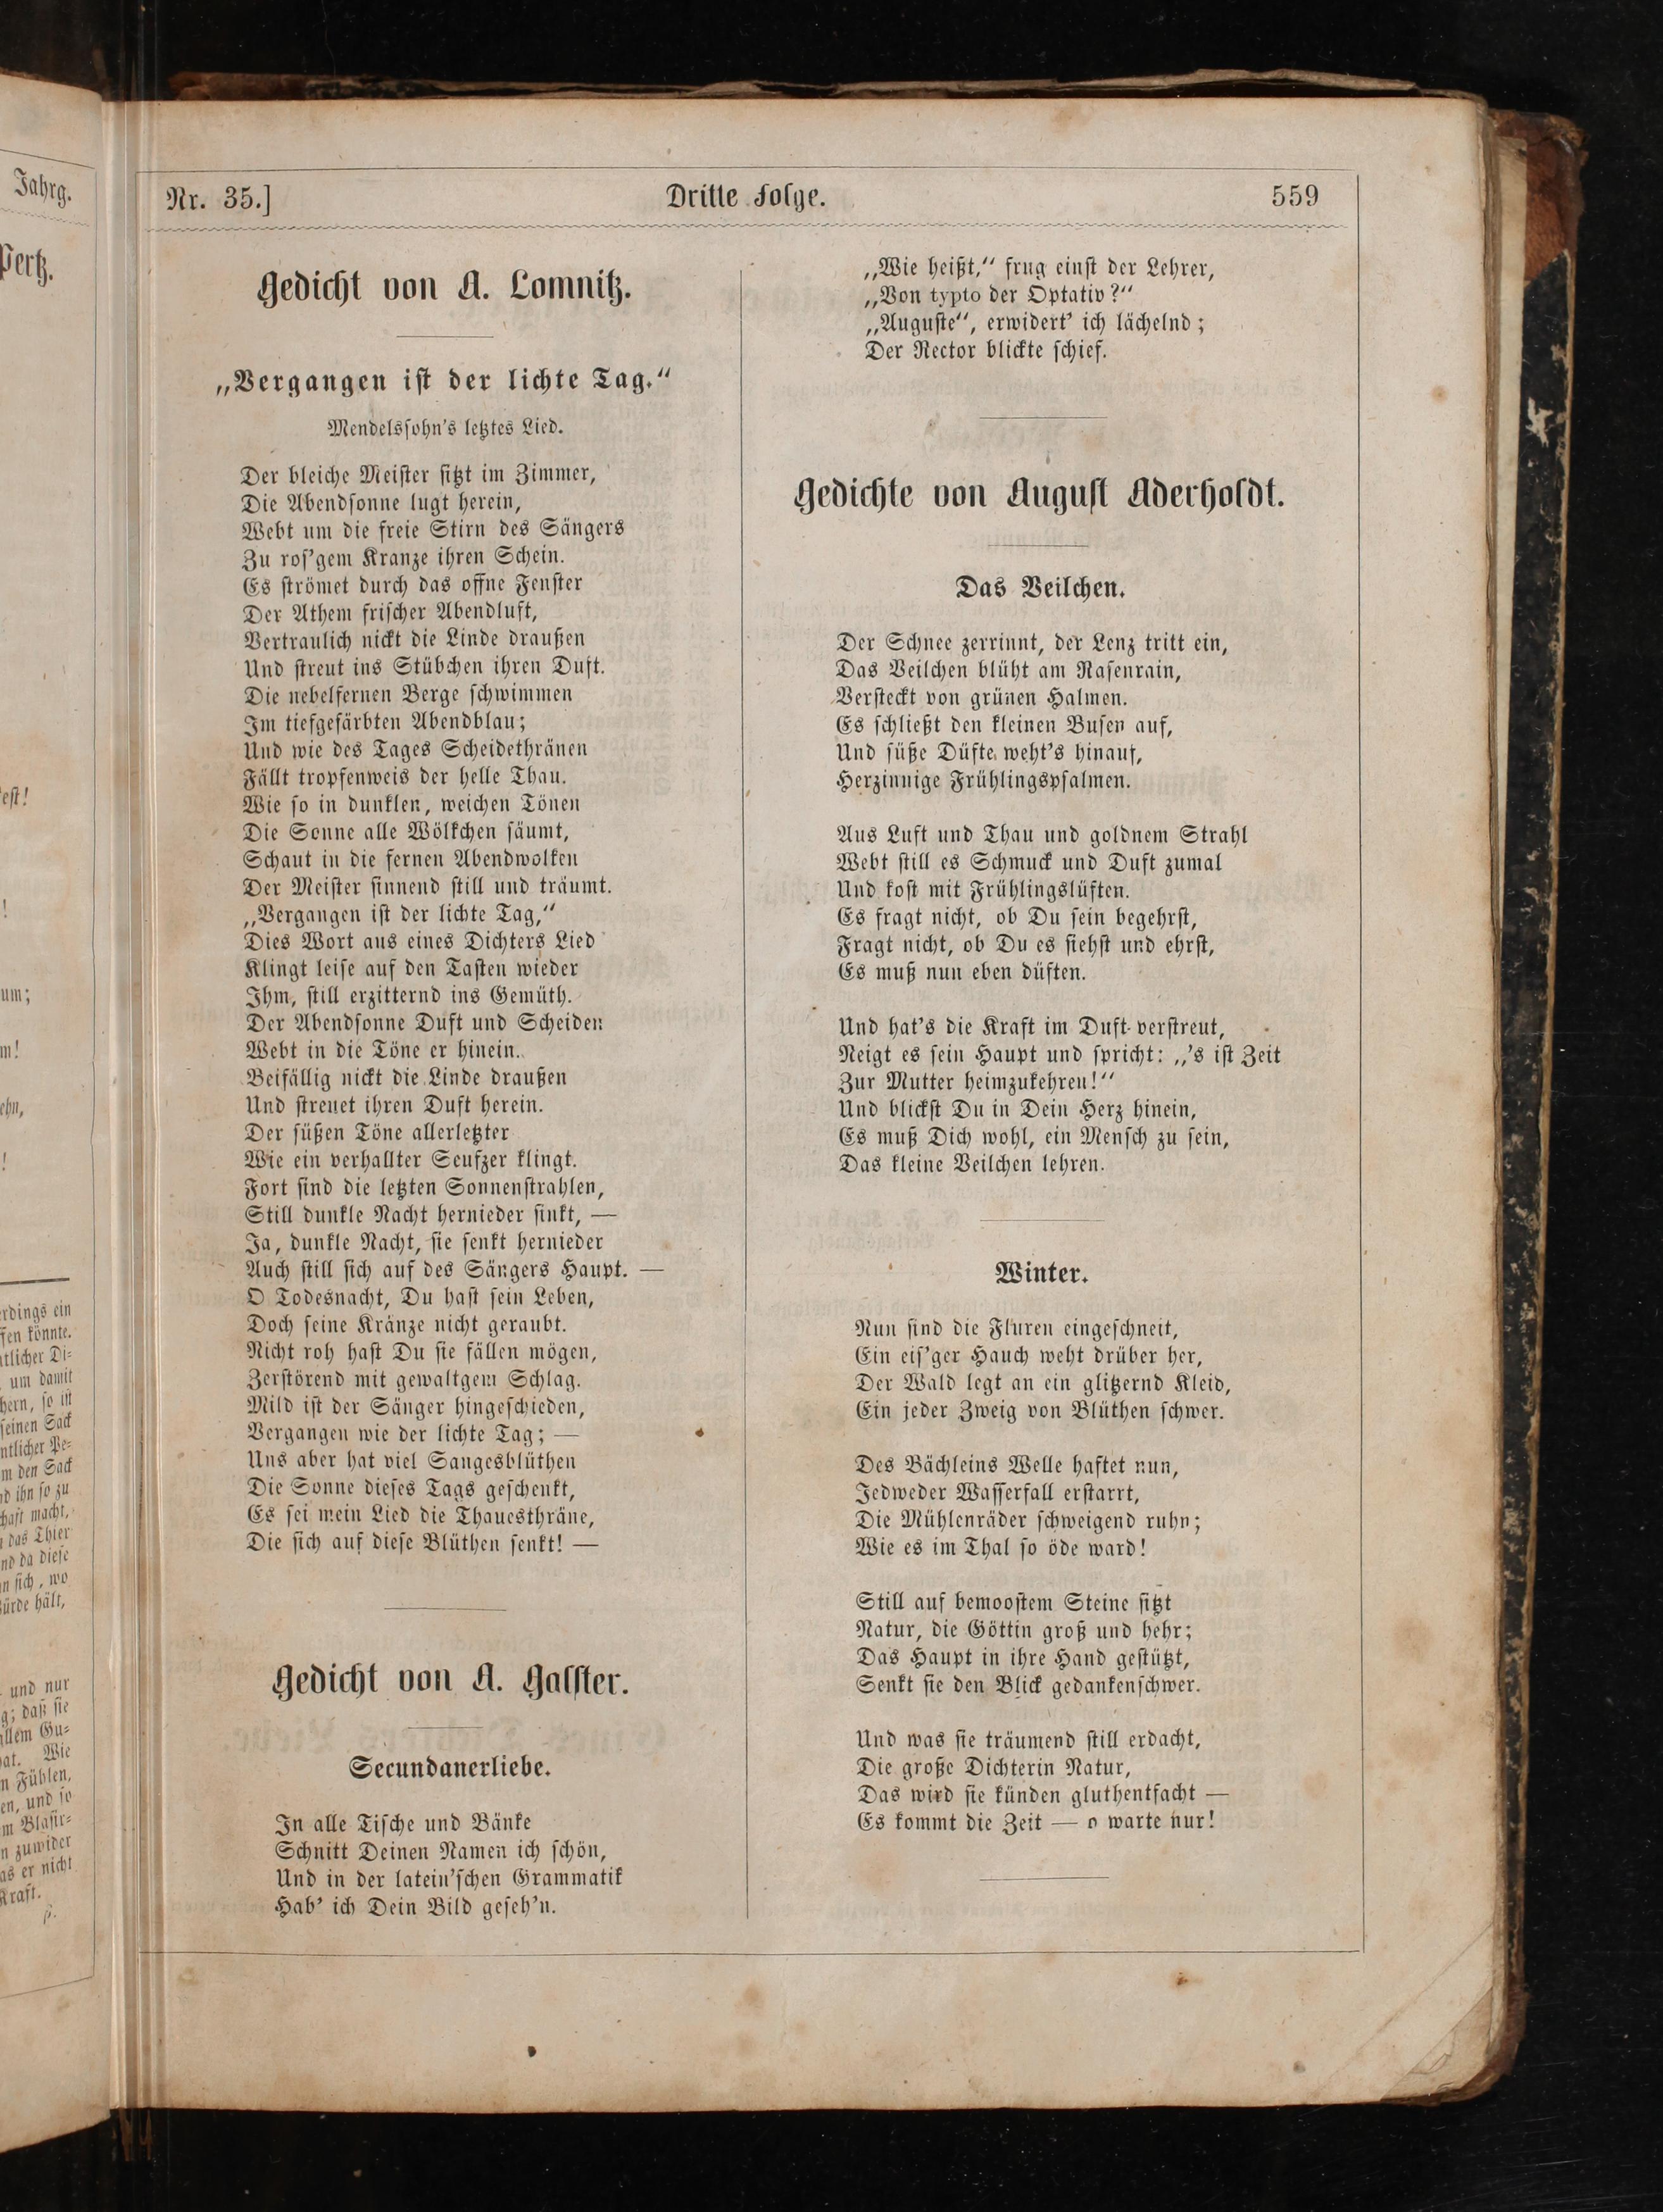 Nr. 35.]
Dritte Folge.
559
Gedicht von A. Lomnitz.
„Vergangen ist der lichte Tag.“
Mendelssohn's letztes Lied.
Der bleiche Meister sitzt im Zimmer,
Die Abendsonne lugt herein,
Webt um die freie Stirn des Sängers
Zu ros'gem Kranze ihren Schein.
Es strömet durch das offne Fenster
Der Athem frischer Abendluft,
Vertraulich nickt die Linde draußen
Und streut ins Stübchen ihren Duft.
Die nebelfernen Berge schwimmen
Im tiefgefärbten Abendblau;
Und wie des Tages Scheidethränen
Fällt tropfenweis der helle Thau.
Wie so in dunklen, weichen Tönen
Die Sonne alle Wölkchen säumt,
Schaut in die fernen Abendwolken
Der Meister sinnend still und träumt.
„Vergangen ist der lichte Tag,“
Dies Wort aus eines Dichters Lied
Klingt leise auf den Tasten wieder
Ihm, still erzitternd ins Gemüth.
Der Abendsonne Duft und Scheiden
Webt in die Töne er hinein.
Beifällig nickt die Linde draußen
Und streuet ihren Duft herein.
Der süßen Töne allerletzter
Wie ein verhallter Seufzer klingt.
Fort sind die letzten Sonnenstrahlen,
Still dunkle Nacht hernieder sinkt, —
Ja, dunkle Nacht, sie senkt hernieder
Auch still sich auf des Sängers Haupt. —
O Todesnacht, Du hast sein Leben,
Doch seine Kränze nicht geraubt.
Nicht roh hast Du sie fällen mögen,
Zerstörend mit gewaltgem Schlag.
Mild ist der Sänger hingeschieden,
Vergangen wie der lichte Tag; —
Uns aber hat viel Sangesblüthen
Die Sonne dieses Tags geschenkt,
Es sei mein Lied die Thauesthräne,
Die sich auf diese Blüthen senkt! —
Gedicht von A. Galster.
Secundanerliebe.
In alle Tische und Bänke
Schnitt Deinen Namen ich schön,
Und in der latein'schen Grammatik
Hab' ich Dein Bild geseh'n.
„Wie heißt,“ frug einst der Lehrer,
„Von typto der Optativ?“
„Auguste“, erwidert' ich lächelnd;
Der Rector blickte schief.
Gedichte von August Aderholdt.
Das Veilchen.
Der Schnee zerrinnt, der Lenz tritt ein,
Das Veilchen blüht am Rasenrain,
Versteckt von grünen Halmen.
Es schließt den kleinen Busen auf,
Und süße Düfte weht's hinauf,
Herzinnige Frühlingspsalmen.
Aus Luft und Thau und goldnem Strahl
Webt still es Schmuck und Duft zumal
Und kost mit Frühlingslüften.
Es fragt nicht, ob Du sein begehrst,
Fragt nicht, ob Du es siehst und ehrst,
Es muß nun eben düften.
Und hat's die Kraft im Duft verstreut,
Neigt es sein Haupt und spricht: „'s ist Zeit
Zur Mutter heimzukehren!“
Und blickst Du in Dein Herz hinein,
Es muß Dich wohl, ein Mensch zu sein,
Das kleine Veilchen lehren.
Winter.
Nun sind die Fluren eingeschneit,
Ein eis'ger Hauch weht drüber her,
Der Wald legt an ein glitzernd Kleid,
Ein jeder Zweig von Blüthen schwer.
Des Bächleins Welle haftet nun,
Jedweder Wasserfall erstarrt,
Die Mühlenräder schweigend ruhn;
Wie es im Thal so öde ward!
Still auf bemoostem Steine sitzt
Natur, die Göttin groß und hehr;
Das Haupt in ihre Hand gestützt,
Senkt sie den Blick gedankenschwer.
Und was sie träumend still erdacht,
Die große Dichterin Natur,
Das wird sie künden gluthentfacht —
Es kommt die Zeit — o warte nur!